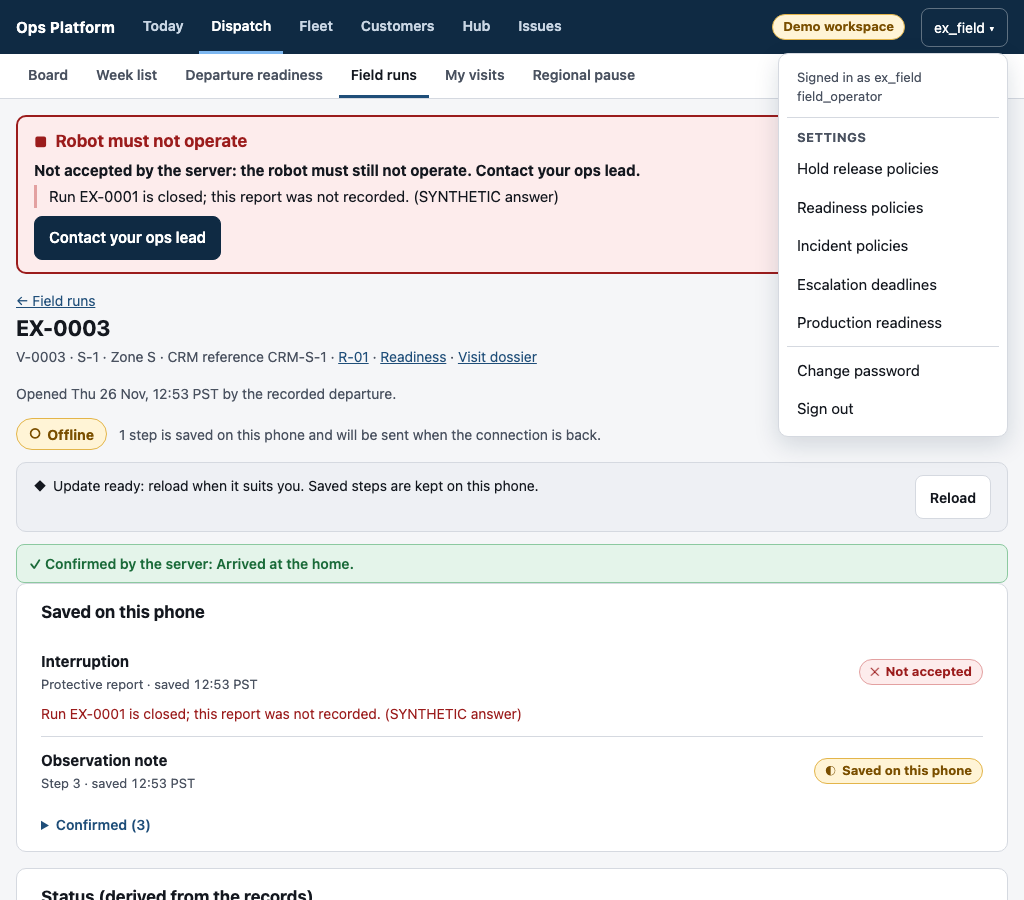 Ops Platform
Today
Dispatch
Fleet
Customers
Hub
Issues
Demo workspace
ex_field ▾
Board
Week list
Departure readiness
Field runs
My visits
Regional pause
Signed in as ex_field
field_operator
SETTINGS
Hold release policies
Readiness policies
Incident policies
Escalation deadlines
Production readiness
Change password
Sign out
Robot must not operate
Not accepted by the server: the robot must still not operate. Contact your ops lead.
Run EX-0001 is closed; this report was not recorded. (SYNTHETIC answer)
Contact your ops lead
← Field runs
EX-0003
V-0003 · S-1 · Zone S · CRM reference CRM-S-1 · R-01 · Readiness · Visit dossier
Opened Thu 26 Nov, 12:53 PST by the recorded departure.
Offline
1 step is saved on this phone and will be sent when the connection is back.
◆ Update ready: reload when it suits you. Saved steps are kept on this phone.
Reload
✓ Confirmed by the server: Arrived at the home.
Saved on this phone
Interruption
Protective report · saved 12:53 PST
Not accepted
Run EX-0001 is closed; this report was not recorded. (SYNTHETIC answer)
Observation note
Step 3 · saved 12:53 PST
Saved on this phone
Confirmed (3)
Status (derived from the records)